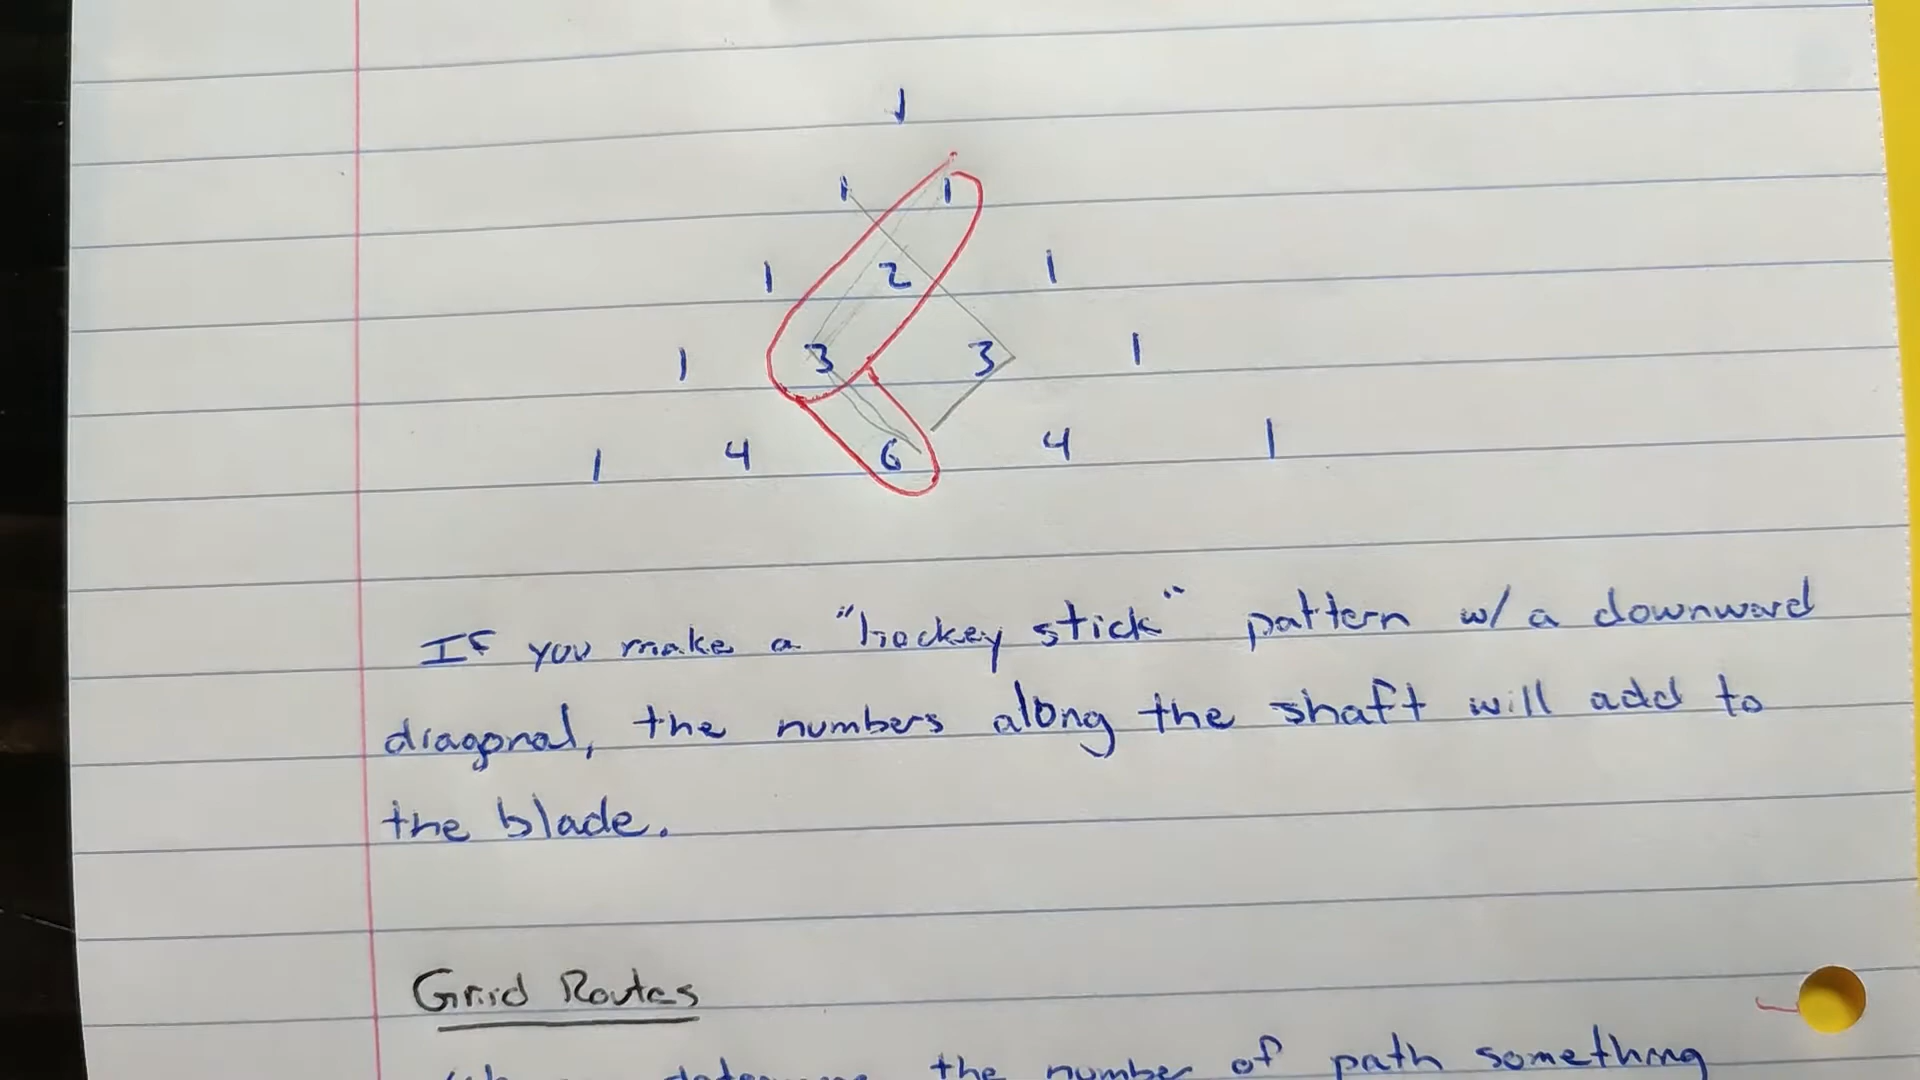 1
1 1
1 2 1
1 3 3 1
1 4 6 4 1
If you make a "hockey stick" pattern w/ a downward
diagonal, the numbers along the shaft will add to
the blade.
Grid Routes
the number of path something